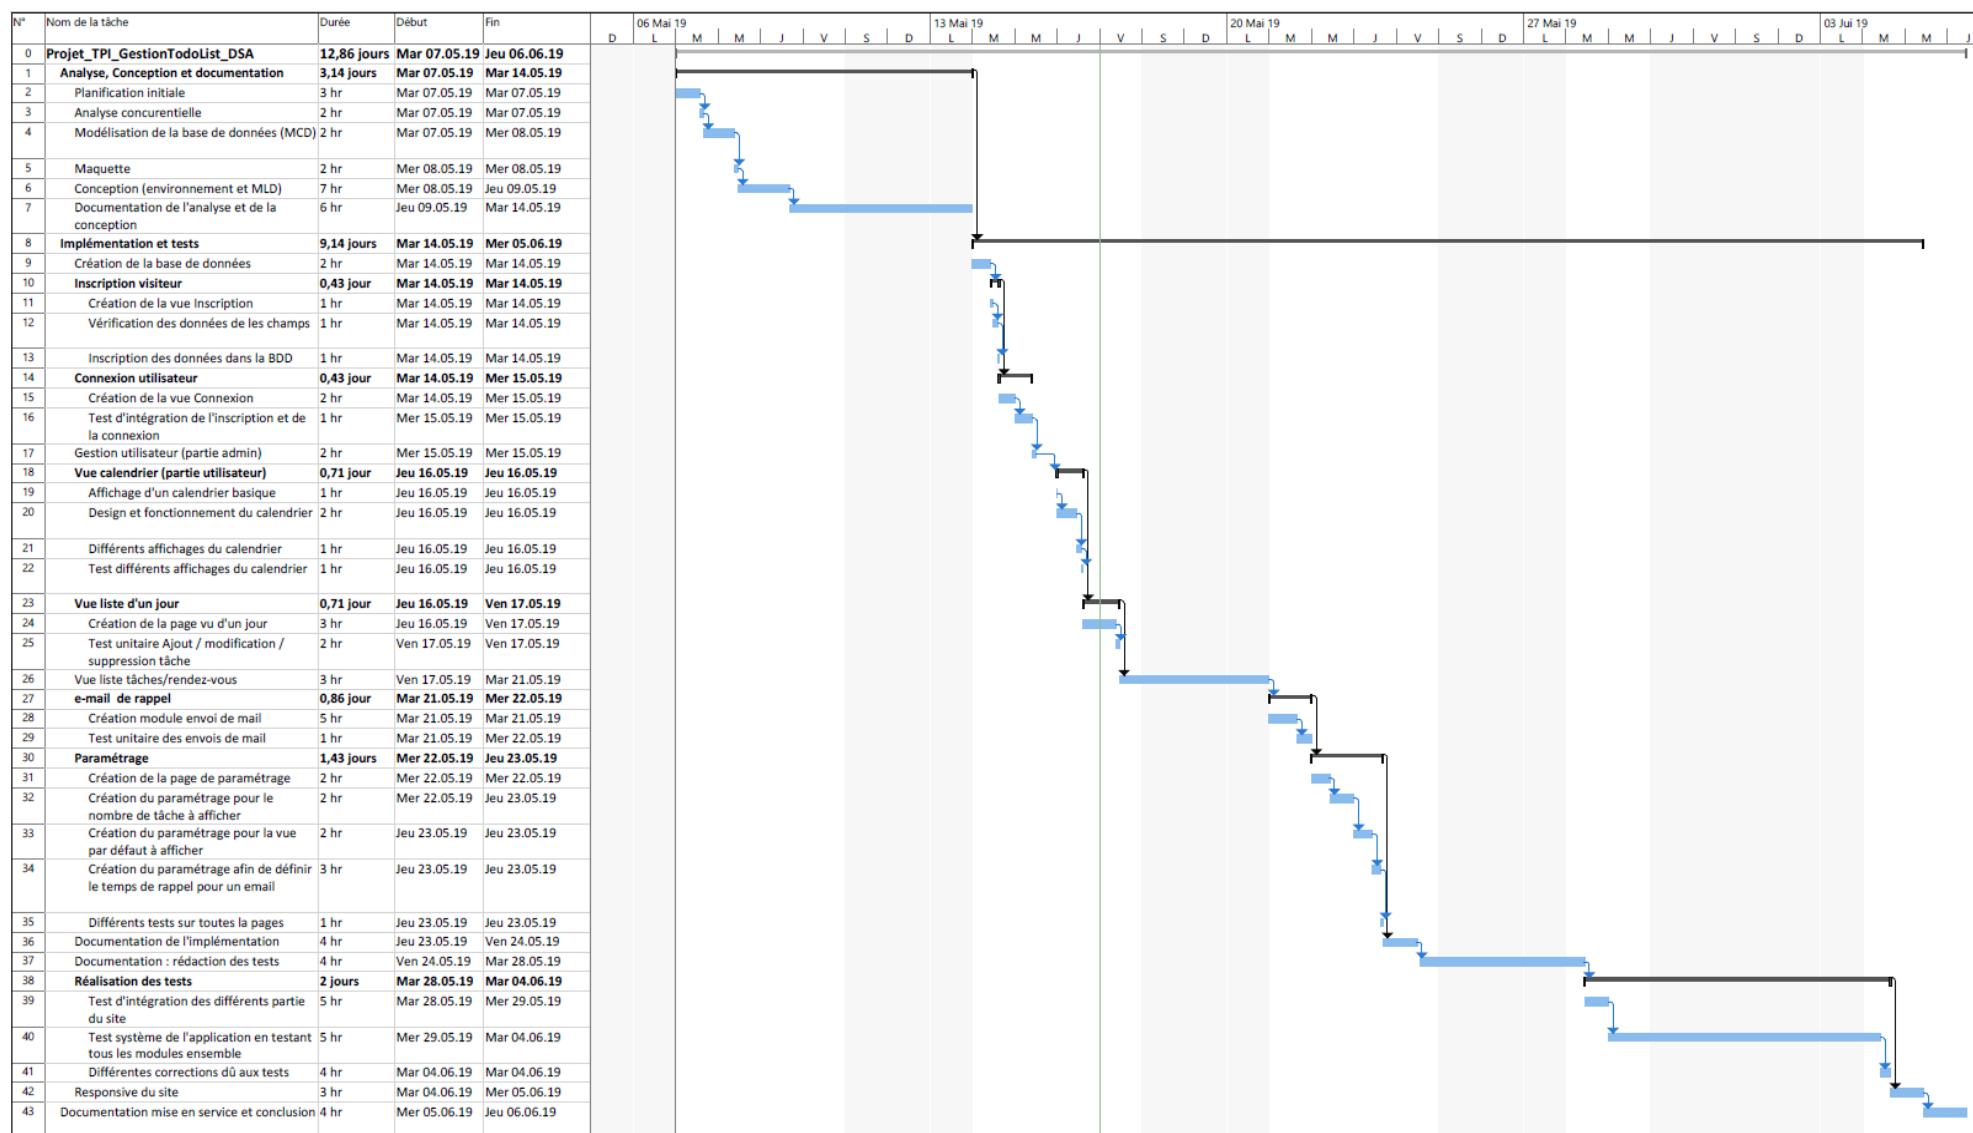 N° Nom de la tâche Durée Début Fin 06 Mai 19 13 Mai 19 20 Mai 19 27 Mai 19 03 Jui 19
D L M M J V S D L M M J V S D L M M J V S D L M M J V S D L M M J
0 Projet_TPI_GestionTodoList_DSA 12,86 jours Mar 07.05.19 Jeu 06.06.19
1 Analyse, Conception et documentation 3,14 jours Mar 07.05.19 Mar 14.05.19
2 Planification initiale 3 hr Mar 07.05.19 Mar 07.05.19
3 Analyse concurentielle 2 hr Mar 07.05.19 Mar 07.05.19
4 Modélisation de la base de données (MCD) 2 hr Mar 07.05.19 Mer 08.05.19
5 Maquette 2 hr Mer 08.05.19 Mer 08.05.19
6 Conception (environnement et MLD) 7 hr Mer 08.05.19 Jeu 09.05.19
7 Documentation de l'analyse et de la 6 hr Jeu 09.05.19 Mar 14.05.19
conception
8 Implémentation et tests 9,14 jours Mar 14.05.19 Mer 05.06.19
9 Création de la base de données 2 hr Mar 14.05.19 Mar 14.05.19
10 Inscription visiteur 0,43 jour Mar 14.05.19 Mar 14.05.19
11 Création de la vue Inscription 1 hr Mar 14.05.19 Mar 14.05.19
12 Vérification des données de les champs 1 hr Mar 14.05.19 Mar 14.05.19
13 Inscription des données dans la BDD 1 hr Mar 14.05.19 Mar 14.05.19
14 Connexion utilisateur 0,43 jour Mar 14.05.19 Mer 15.05.19
15 Création de la vue Connexion 2 hr Mar 14.05.19 Mer 15.05.19
16 Test d'intégration de l'inscription et de 1 hr Mer 15.05.19 Mer 15.05.19
la connexion
17 Gestion utilisateur (partie admin) 2 hr Mer 15.05.19 Mer 15.05.19
18 Vue calendrier (partie utilisateur) 0,71 jour Jeu 16.05.19 Jeu 16.05.19
19 Affichage d'un calendrier basique 1 hr Jeu 16.05.19 Jeu 16.05.19
20 Design et fonctionnement du calendrier 2 hr Jeu 16.05.19 Jeu 16.05.19
21 Différents affichages du calendrier 1 hr Jeu 16.05.19 Jeu 16.05.19
22 Test différents affichages du calendrier 1 hr Jeu 16.05.19 Jeu 16.05.19
23 Vue liste d'un jour 0,71 jour Jeu 16.05.19 Ven 17.05.19
24 Création de la page vu d'un jour 3 hr Jeu 16.05.19 Ven 17.05.19
25 Test unitaire Ajout / modification / 2 hr Ven 17.05.19 Ven 17.05.19
suppression tâche
26 Vue liste tâches/rendez-vous 3 hr Ven 17.05.19 Mar 21.05.19
27 e-mail de rappel 0,86 jour Mar 21.05.19 Mer 22.05.19
28 Création module envoi de mail 5 hr Mar 21.05.19 Mar 21.05.19
29 Test unitaire des envois de mail 1 hr Mar 21.05.19 Mer 22.05.19
30 Paramétrage 1,43 jours Mer 22.05.19 Jeu 23.05.19
31 Création de la page de paramétrage 2 hr Mer 22.05.19 Mer 22.05.19
32 Création du paramétrage pour le 2 hr Mer 22.05.19 Jeu 23.05.19
nombre de tâche à afficher
33 Création du paramétrage pour la vue 2 hr Jeu 23.05.19 Jeu 23.05.19
par défaut à afficher
34 Création du paramétrage afin de définir 3 hr Jeu 23.05.19 Jeu 23.05.19
le temps de rappel pour un email
35 Différents tests sur toutes la pages 1 hr Jeu 23.05.19 Jeu 23.05.19
36 Documentation de l'implémentation 4 hr Jeu 23.05.19 Ven 24.05.19
37 Documentation : rédaction des tests 4 hr Ven 24.05.19 Mar 28.05.19
38 Réalisation des tests 2 jours Mar 28.05.19 Mar 04.06.19
39 Test d'intégration des différents partie 5 hr Mar 28.05.19 Mer 29.05.19
du site
40 Test système de l'application en testant 5 hr Mer 29.05.19 Mar 04.06.19
tous les modules ensemble
41 Différentes corrections dû aux tests 4 hr Mar 04.06.19 Mar 04.06.19
42 Responsive du site 3 hr Mar 04.06.19 Mer 05.06.19
43 Documentation mise en service et conclusion 4 hr Mer 05.06.19 Jeu 06.06.19